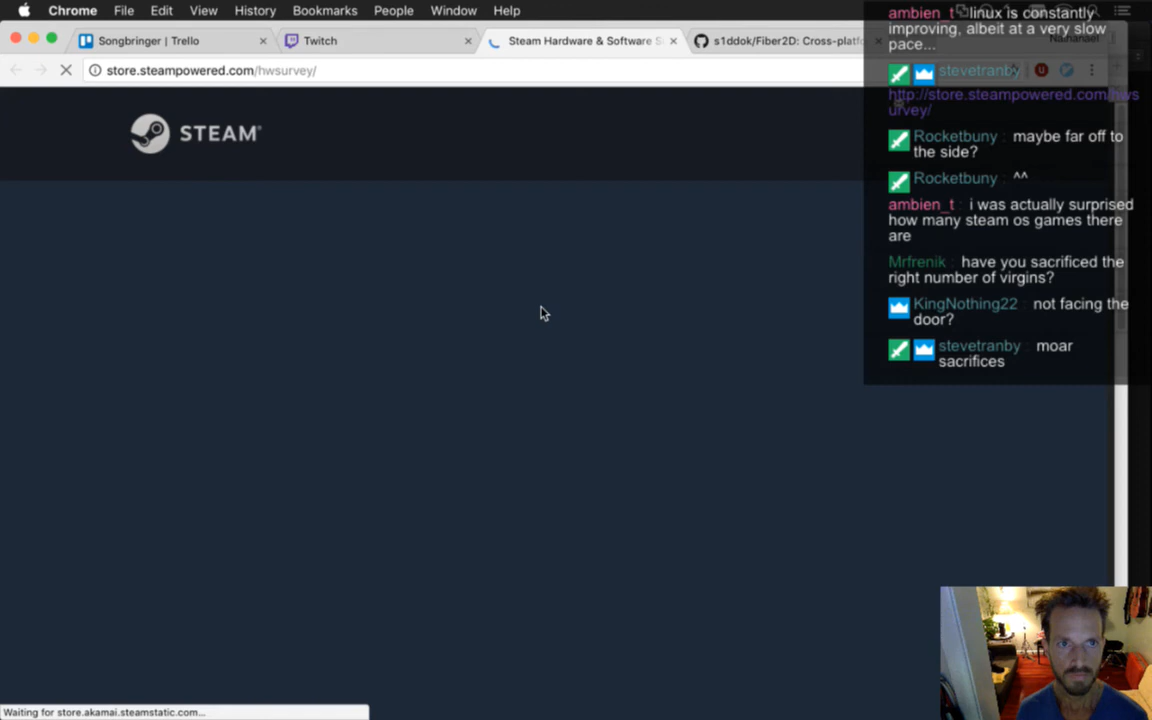 Chrome File Edit View History Bookmarks People Window Help
Songbringer | Trello
Twitch
Steam Hardware & Software S
s1ddok/Fiber2D: Cross-platfo
store.steampowered.com/hwsurvey/
STEAM
ambien_t : linux is constantly
improving, albeit at a very slow
pace...
stevetranby :
http://store.steampowered.com/hws
urvey/
Rocketbuny : maybe far off to
the side?
Rocketbuny : ^^
ambien_t : i was actually surprised
how many steam os games there
are
Mrfrenik : have you sacrificed the
right number of virgins?
KingNothing22 : not facing the
door?
stevetranby : moar
sacrifices
Waiting for store.akamai.steamstatic.com...